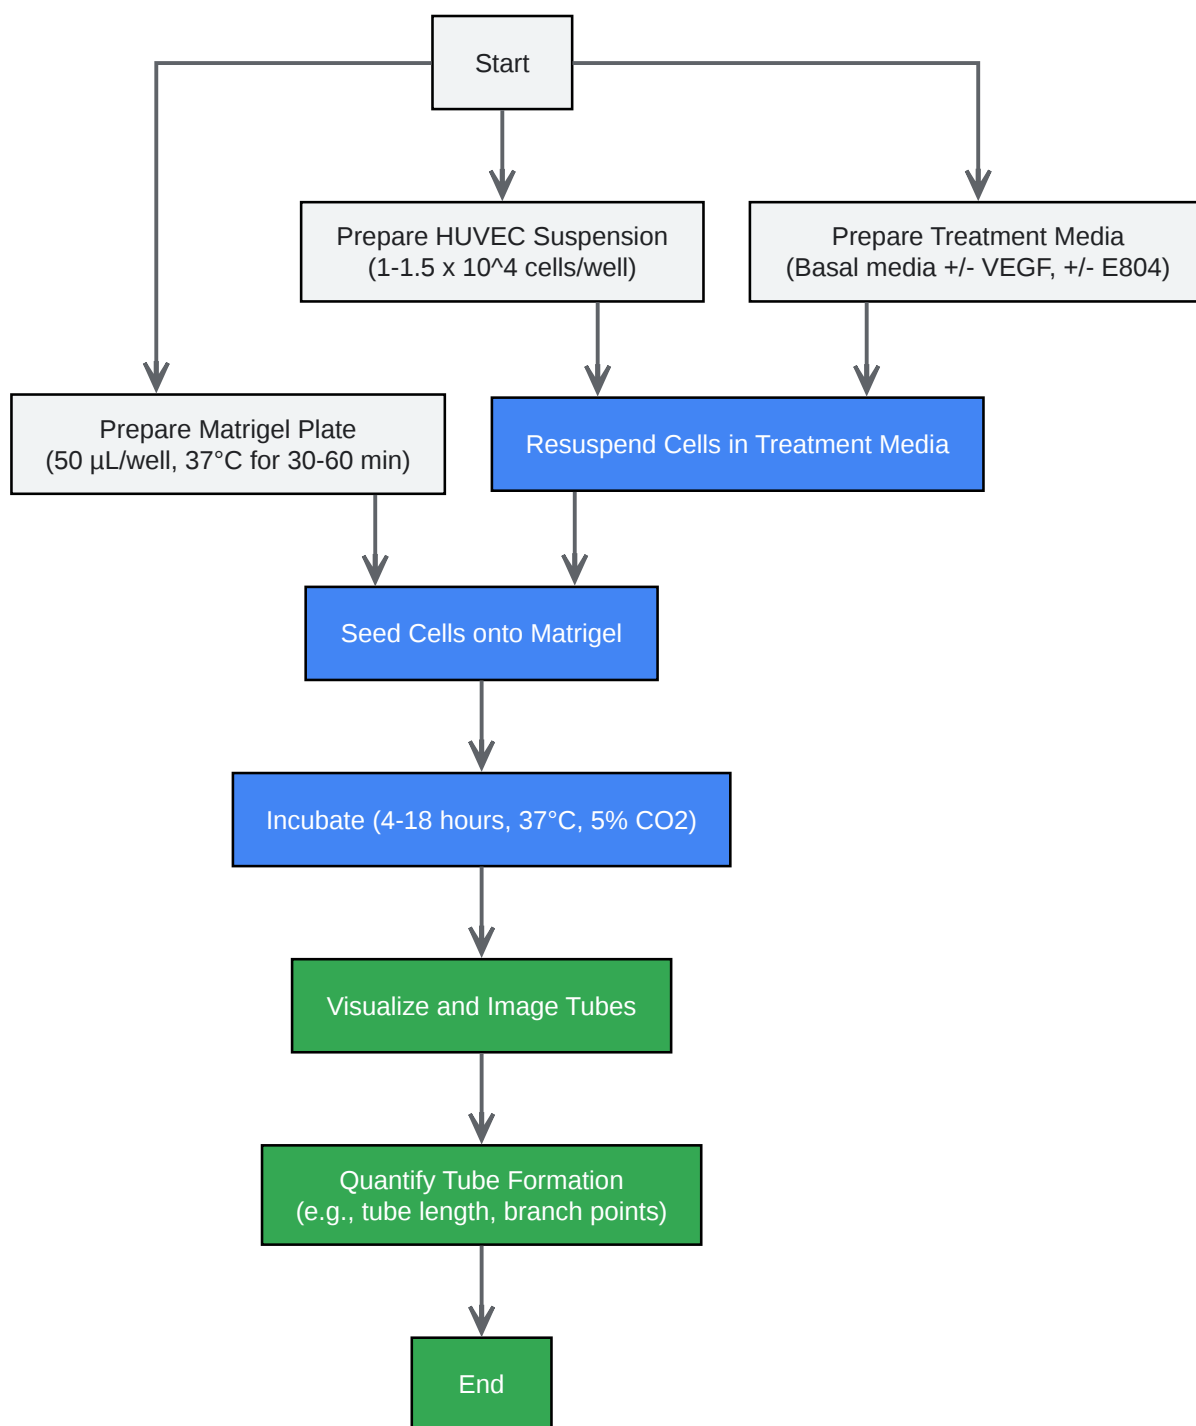 Start
Prepare HUVEC Suspension
(1-1.5 x 10^4 cells/well)
Prepare Treatment Media
(Basal media +/- VEGF, +/- E804)
Prepare Matrigel Plate
(50 µL/well, 37°C for 30-60 min)
Resuspend Cells in Treatment Media
Seed Cells onto Matrigel
Incubate (4-18 hours, 37°C, 5% CO2)
Visualize and Image Tubes
Quantify Tube Formation
(e.g., tube length, branch points)
End